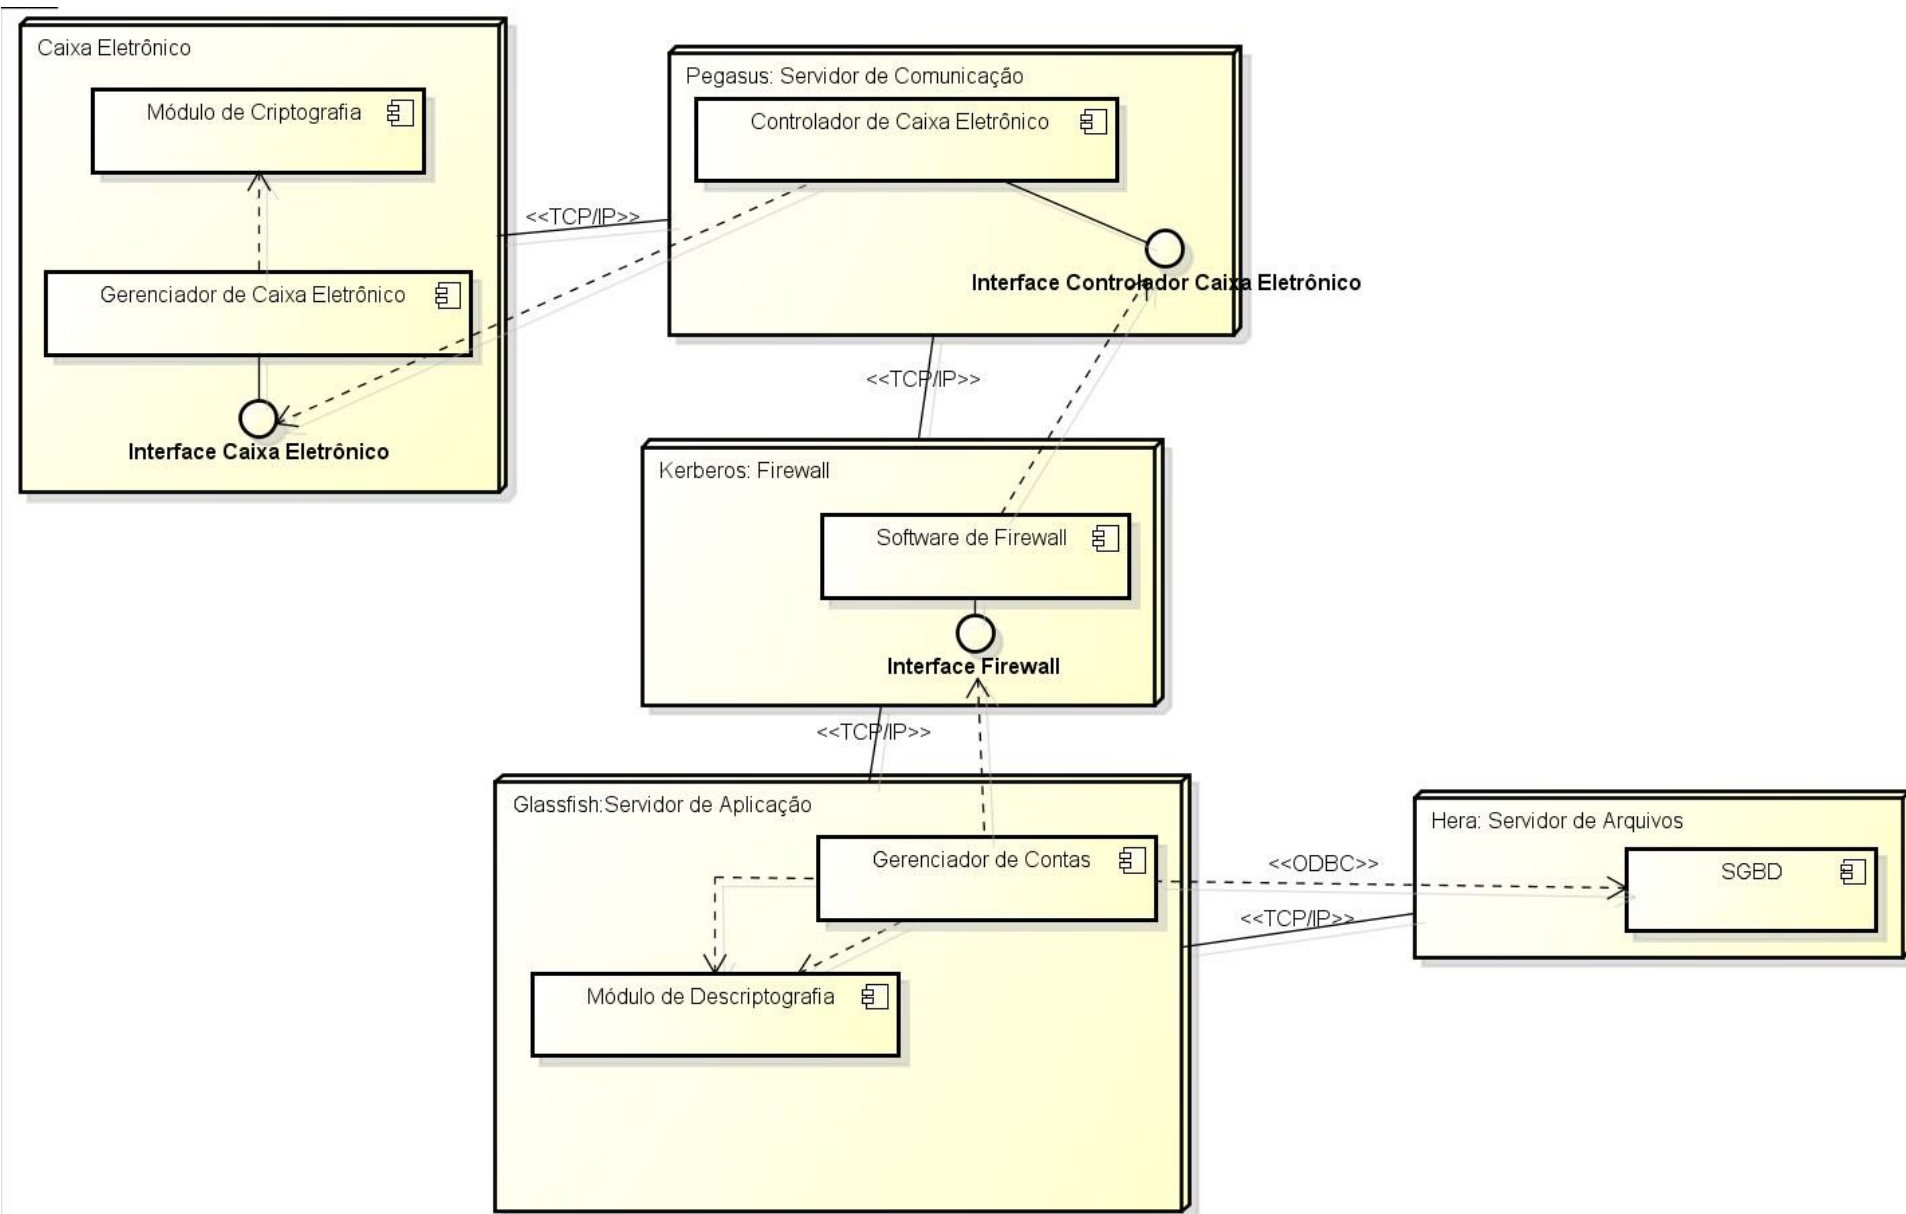 Caixa Eletrônico
Módulo de Criptografia
Gerenciador de Caixa Eletrônico
Interface Caixa Eletrônico
<<TCP/IP>>
Pegasus: Servidor de Comunicação
Controlador de Caixa Eletrônico
Interface Controlador Caixa Eletrônico
<<TCP/IP>>
Kerberos: Firewall
Software de Firewall
Interface Firewall
<<TCP/IP>>
Glassfish:Servidor de Aplicação
Gerenciador de Contas
Módulo de Descriptografia
<<ODBC>>
<<TCP/IP>>
Hera: Servidor de Arquivos
SGBD